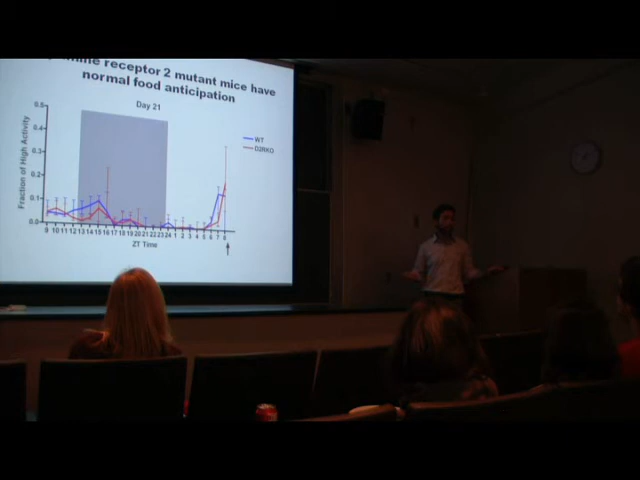 receptor 2 mutant mice have
normal food anticipation
Day 21
0.5
0.4
0.3
0.2
0.1
0.0
Fraction of High Activity
WT
D2RKO
9 10 11 12 13 14 15 16 17 18 19 20 21 22 23 24 1 2 3 4 5 6 7 8
ZT Time